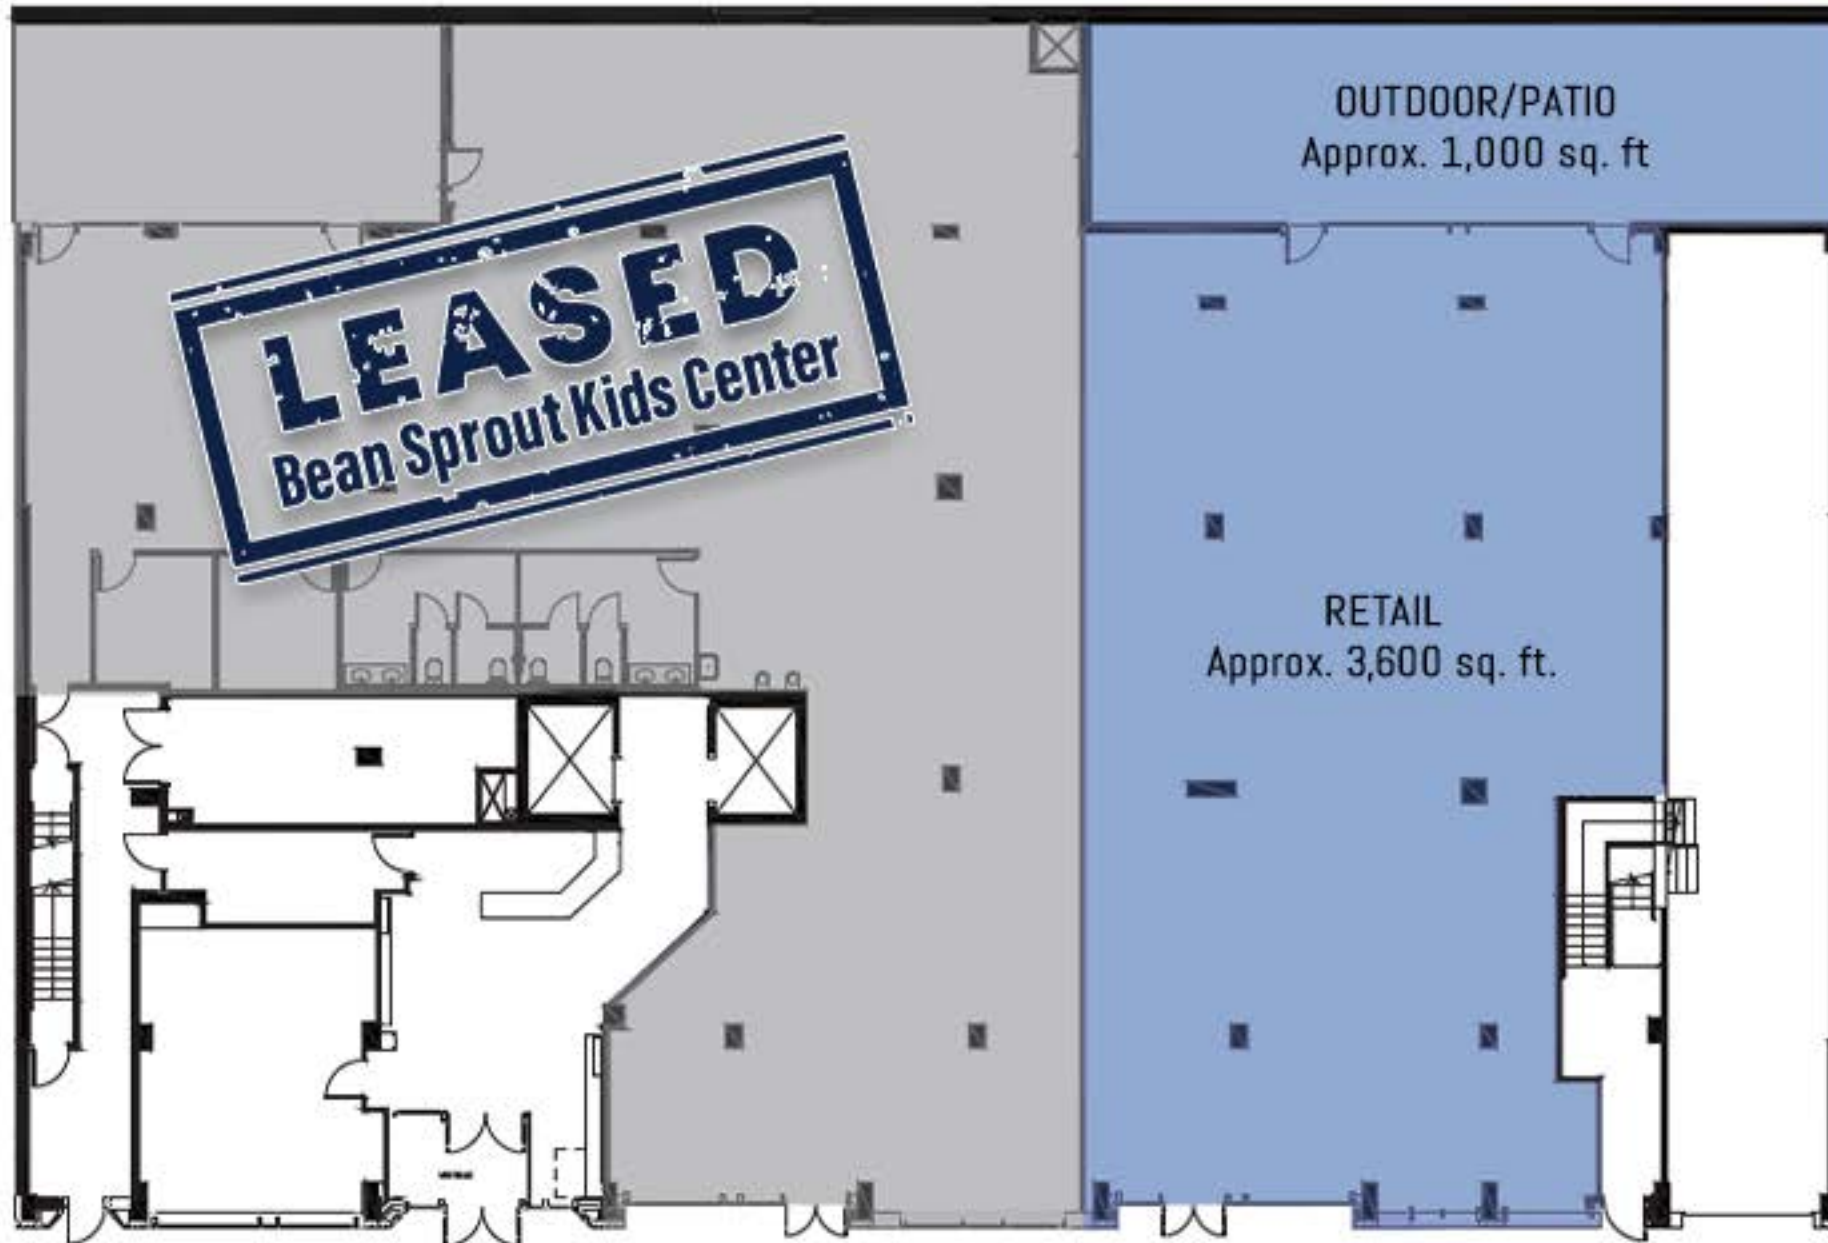 OUTDOOR/PATIO
Approx. 1,000 sq. ft
LEASED
Bean Sprout Kids Center
RETAIL
Approx. 3,600 sq. ft.